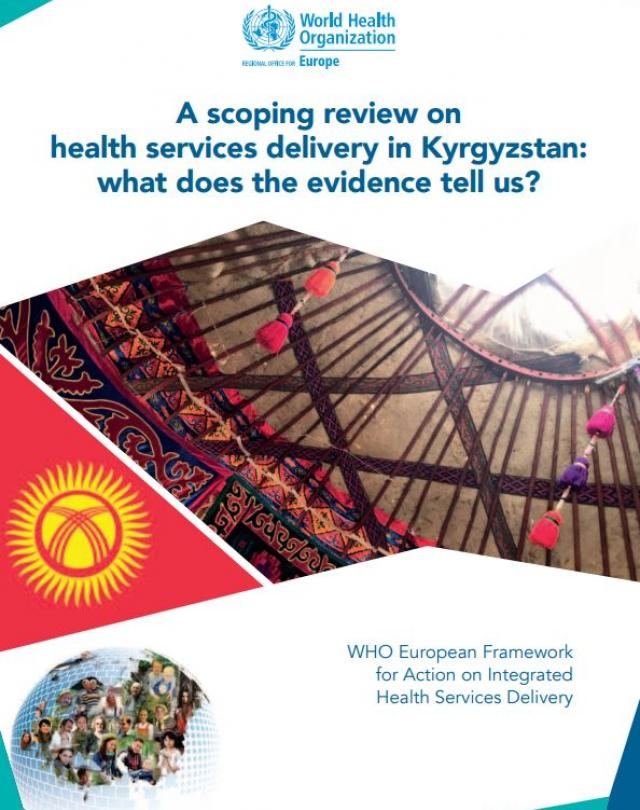 World Health
Organization
REGIONAL OFFICE FOR Europe
A scoping review on
health services delivery in Kyrgyzstan:
what does the evidence tell us?
WHO European Framework
for Action on Integrated
Health Services Delivery